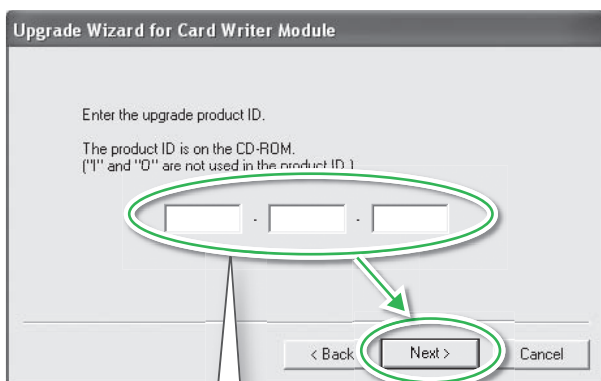 Upgrade Wizard for Card Writer Module
Enter the upgrade product ID.
The product ID is on the CD-ROM.
("I" and "O" are not used in the product ID.)
- -
< Back Next > Cancel